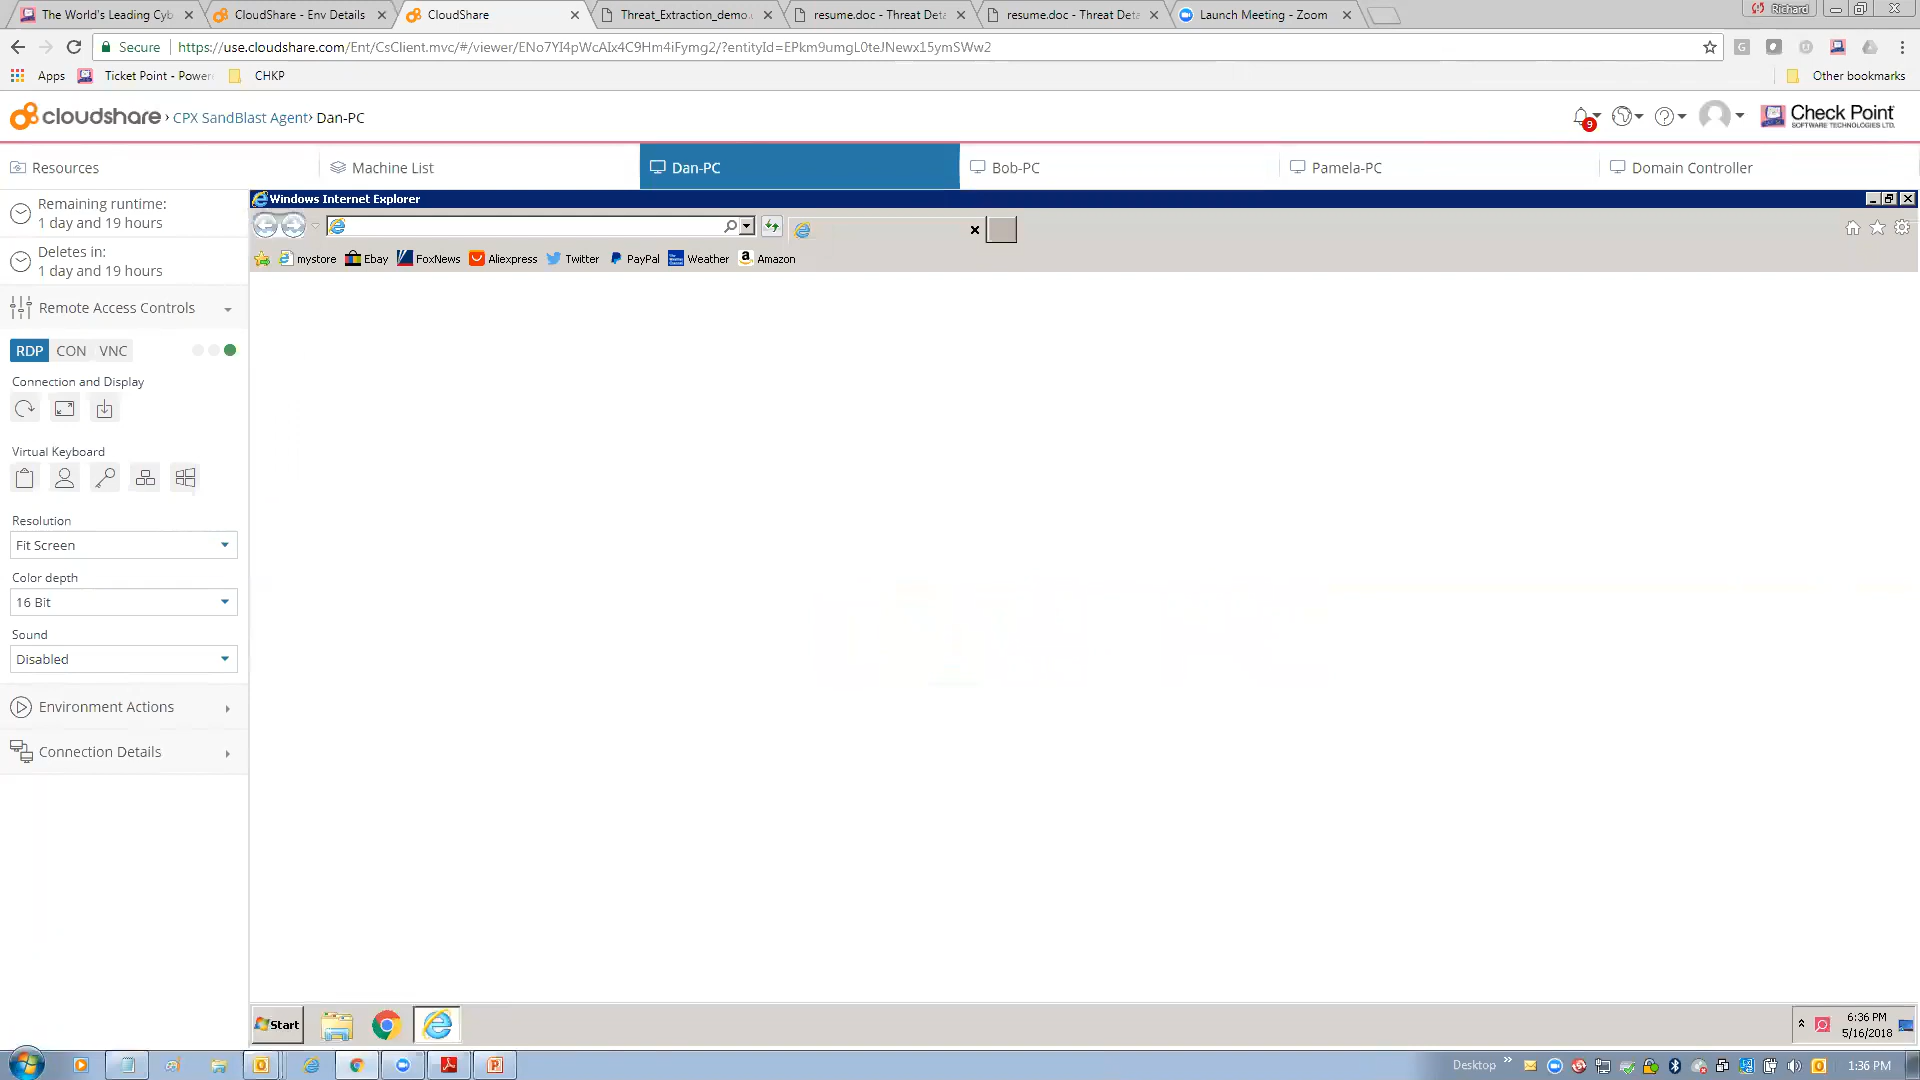 The World's Leading Cyb
CloudShare - Env Details
CloudShare
Threat_Extraction_demo.
resume.doc - Threat Deta
resume.doc - Threat Deta
Launch Meeting - Zoom
Richard
Secure
https://use.cloudshare.com/Ent/CsClient.mvc/#/viewer/ENo7YI4pWcAIx4C9Hm4iFymg2/?entityId=EPkm9umgL0teJNewx15ymSWw2
Apps
Ticket Point - Power
CHKP
Other bookmarks
cloudshare › CPX SandBlast Agent› Dan-PC
9
Check Point
SOFTWARE TECHNOLOGIES LTD.
Resources
Machine List
Dan-PC
Bob-PC
Pamela-PC
Domain Controller
Remaining runtime:
1 day and 19 hours
Deletes in:
1 day and 19 hours
Remote Access Controls
RDP CON VNC
Connection and Display
Virtual Keyboard
Resolution
Fit Screen
Color depth
16 Bit
Sound
Disabled
Environment Actions
Connection Details
Windows Internet Explorer
mystore Ebay FoxNews Aliexpress Twitter PayPal Weather Amazon
Start
6:36 PM
5/16/2018
Desktop
1:36 PM